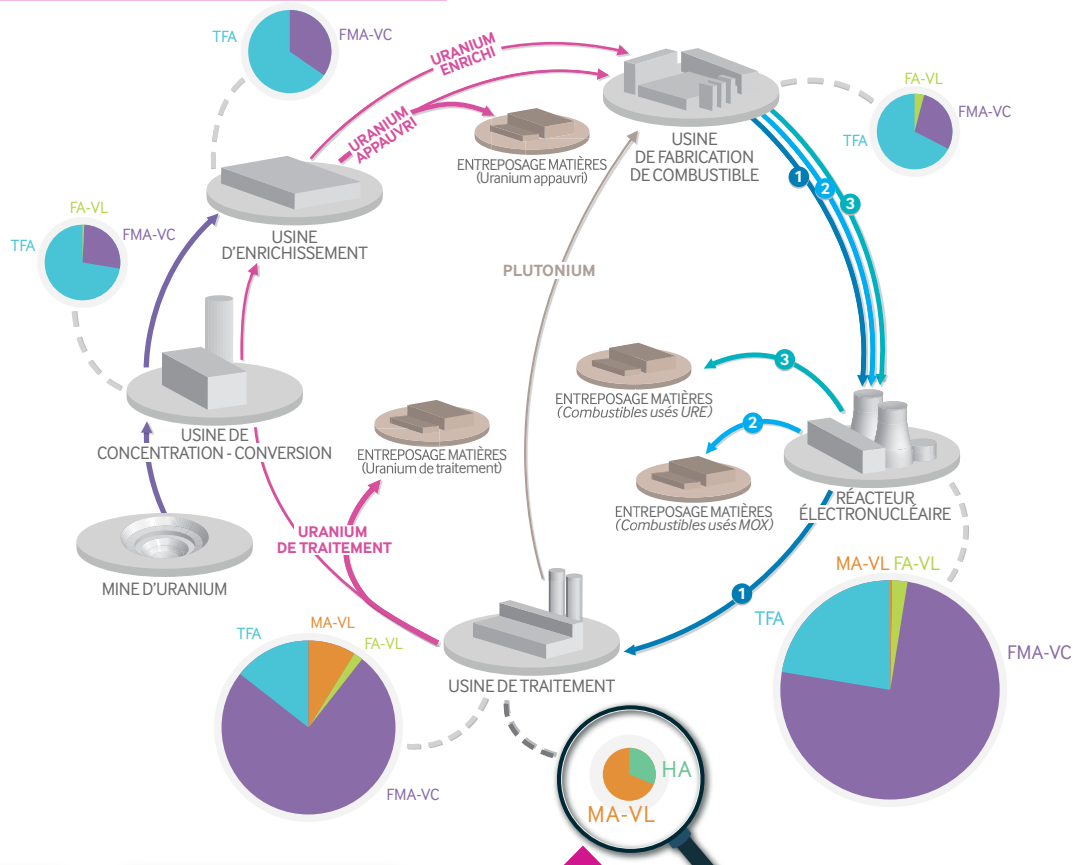 TFA
FMA-VC
URANIUM
ENRICHI
URANIUM
APPAUVRI
ENTREPOSAGE MATIÈRES
(Uranium appauvri)
USINE
DE FABRICATION
DE COMBUSTIBLE
FA-VL
FMA-VC
TFA
1
2
3
USINE
D'ENRICHISSEMENT
FA-VL
TFA
FMA-VC
PLUTONIUM
3
ENTREPOSAGE MATIÈRES
(Combustibles usés URE)
2
ENTREPOSAGE MATIÈRES
(Combustibles usés MOX)
USINE DE
CONCENTRATION - CONVERSION
ENTREPOSAGE MATIÈRES
(Uranium de traitement)
RÉACTEUR
ÉLECTRONUCLÉAIRE
URANIUM
DE TRAITEMENT
MINE D'URANIUM
1
MA-VL FA-VL
TFA
FMA-VC
USINE DE TRAITEMENT
TFA
MA-VL
FA-VL
FMA-VC
HA
MA-VL